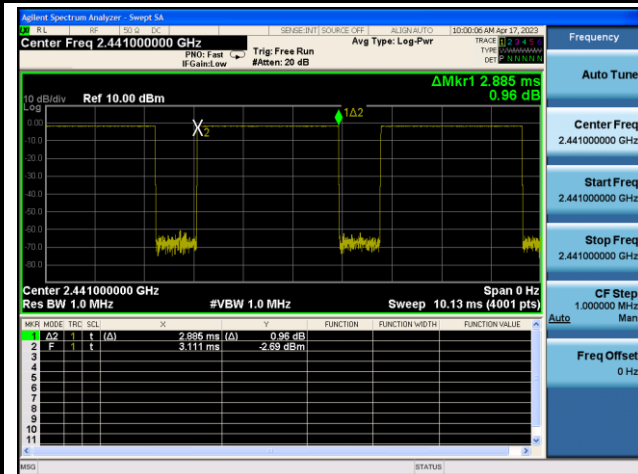 Agilent Spectrum Analyzer - Swept SA
RL RF 50 Ω DC SENSE:INT SOURCE OFF ALIGNAUTO 10:00:06 AM Apr 17, 2023
Center Freq 2.441000000 GHz
PNO: Fast
IFGain:Low
Trig: Free Run
#Atten: 20 dB
Avg Type: Log-Pwr
TRACE 1 2 3 4 5 6
TYPE
DET P N N N N N
ΔMkr1 2.885 ms
0.96 dB
10 dB/div Ref 10.00 dBm
Log
0.00
-10.0
-20.0
-30.0
-40.0
-50.0
-60.0
-70.0
-80.0
X2
1Δ2
Center 2.441000000 GHz Span 0 Hz
Res BW 1.0 MHz #VBW 1.0 MHz Sweep 10.13 ms (4001 pts)
MKR MODE TRC SCL X Y FUNCTION FUNCTION WIDTH FUNCTION VALUE
1 Δ2 1 t (Δ) 2.885 ms (Δ) 0.96 dB
2 F 1 t 3.111 ms -2.69 dBm
3
4
5
6
7
8
9
10
11
MSG STATUS
Frequency
Auto Tune
Center Freq
2.441000000 GHz
Start Freq
2.441000000 GHz
Stop Freq
2.441000000 GHz
CF Step
1.000000 MHz
Auto Man
Freq Offset
0 Hz